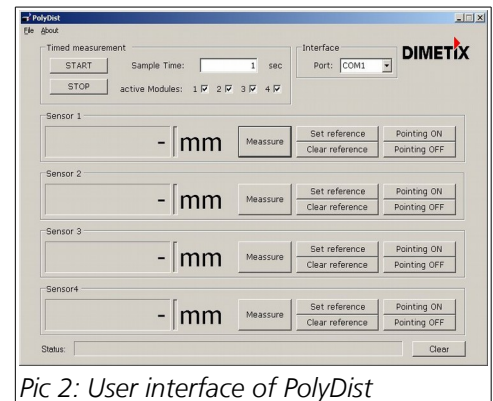 PolyDist
File About
Timed measurement
START Sample Time: 1 sec
STOP active Modules: 1 2 3 4
Interface
Port: COM1
DIMETIX
Sensor 1
- mm Meassure Set reference Pointing ON
Clear reference Pointing OFF
Sensor 2
- mm Meassure Set reference Pointing ON
Clear reference Pointing OFF
Sensor 3
- mm Meassure Set reference Pointing ON
Clear reference Pointing OFF
Sensor4
- mm Meassure Set reference Pointing ON
Clear reference Pointing OFF
Status: Clear
Pic 2: User interface of PolyDist